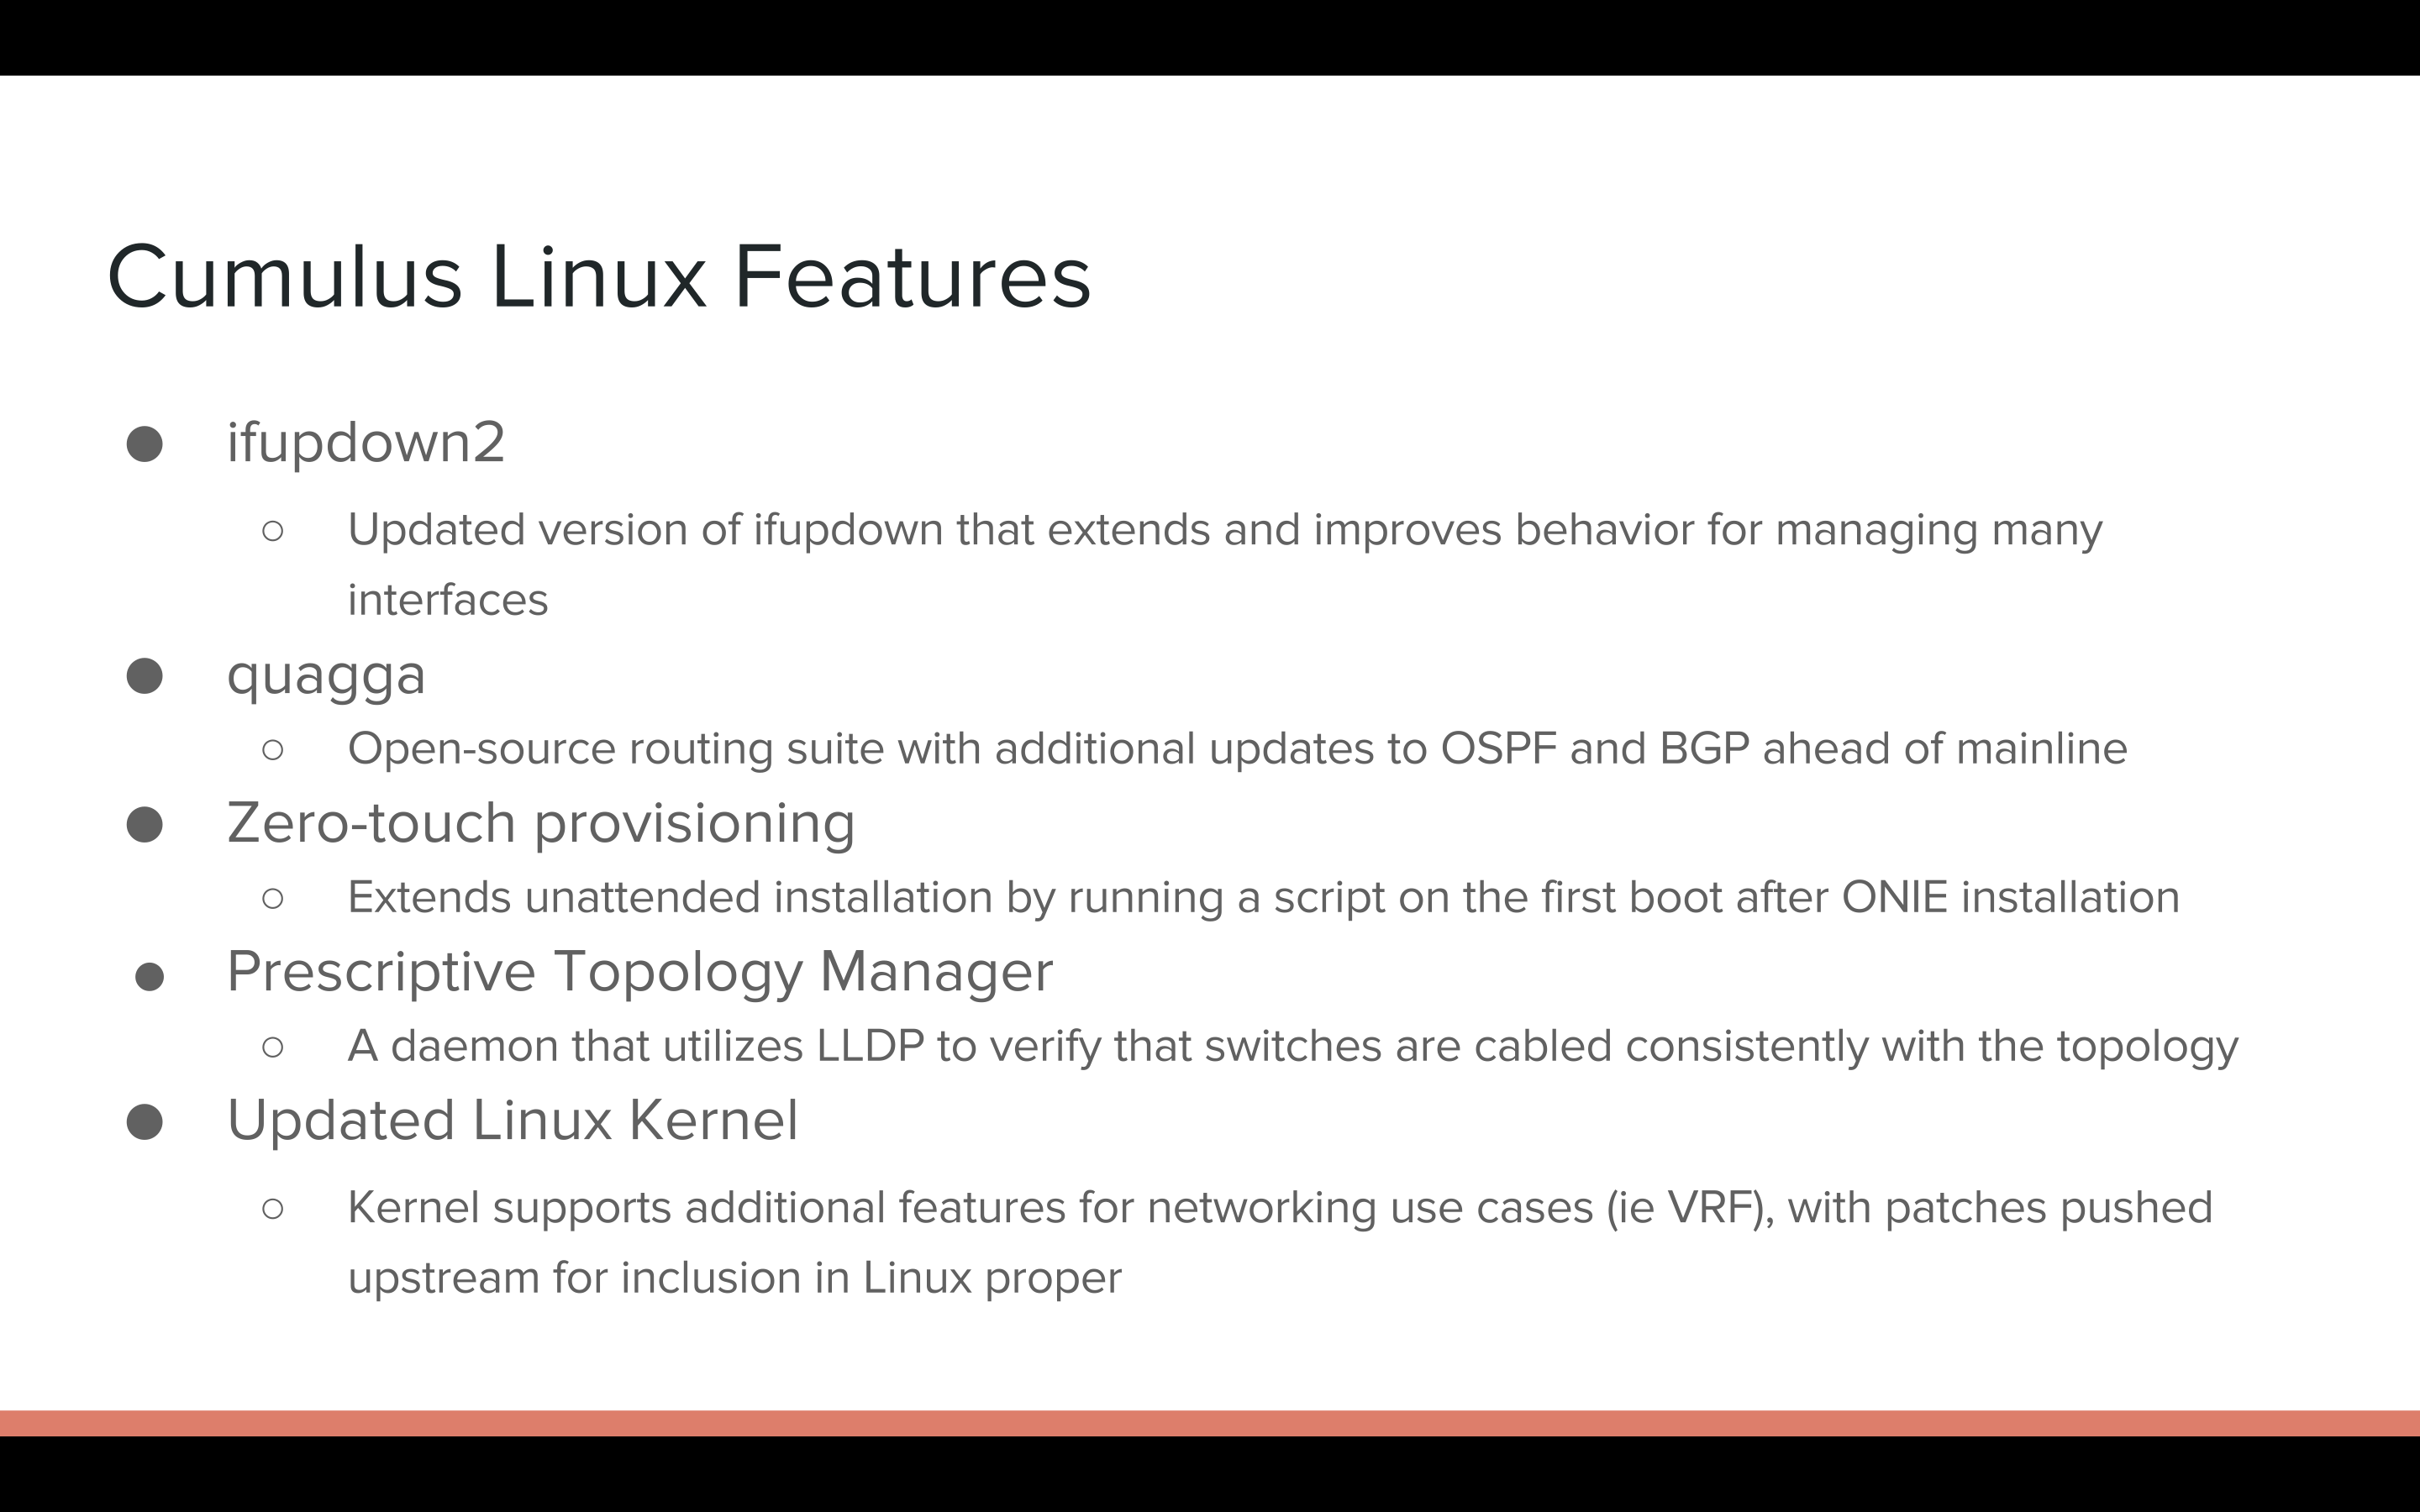 Cumulus Linux Features
● ifupdown2
○ Updated version of ifupdown that extends and improves behavior for managing many
interfaces
● quagga
○ Open-source routing suite with additional updates to OSPF and BGP ahead of mainline
● Zero-touch provisioning
○ Extends unattended installation by running a script on the first boot after ONIE installation
● Prescriptive Topology Manager
○ A daemon that utilizes LLDP to verify that switches are cabled consistently with the topology
● Updated Linux Kernel
○ Kernel supports additional features for networking use cases (ie VRF), with patches pushed
upstream for inclusion in Linux proper